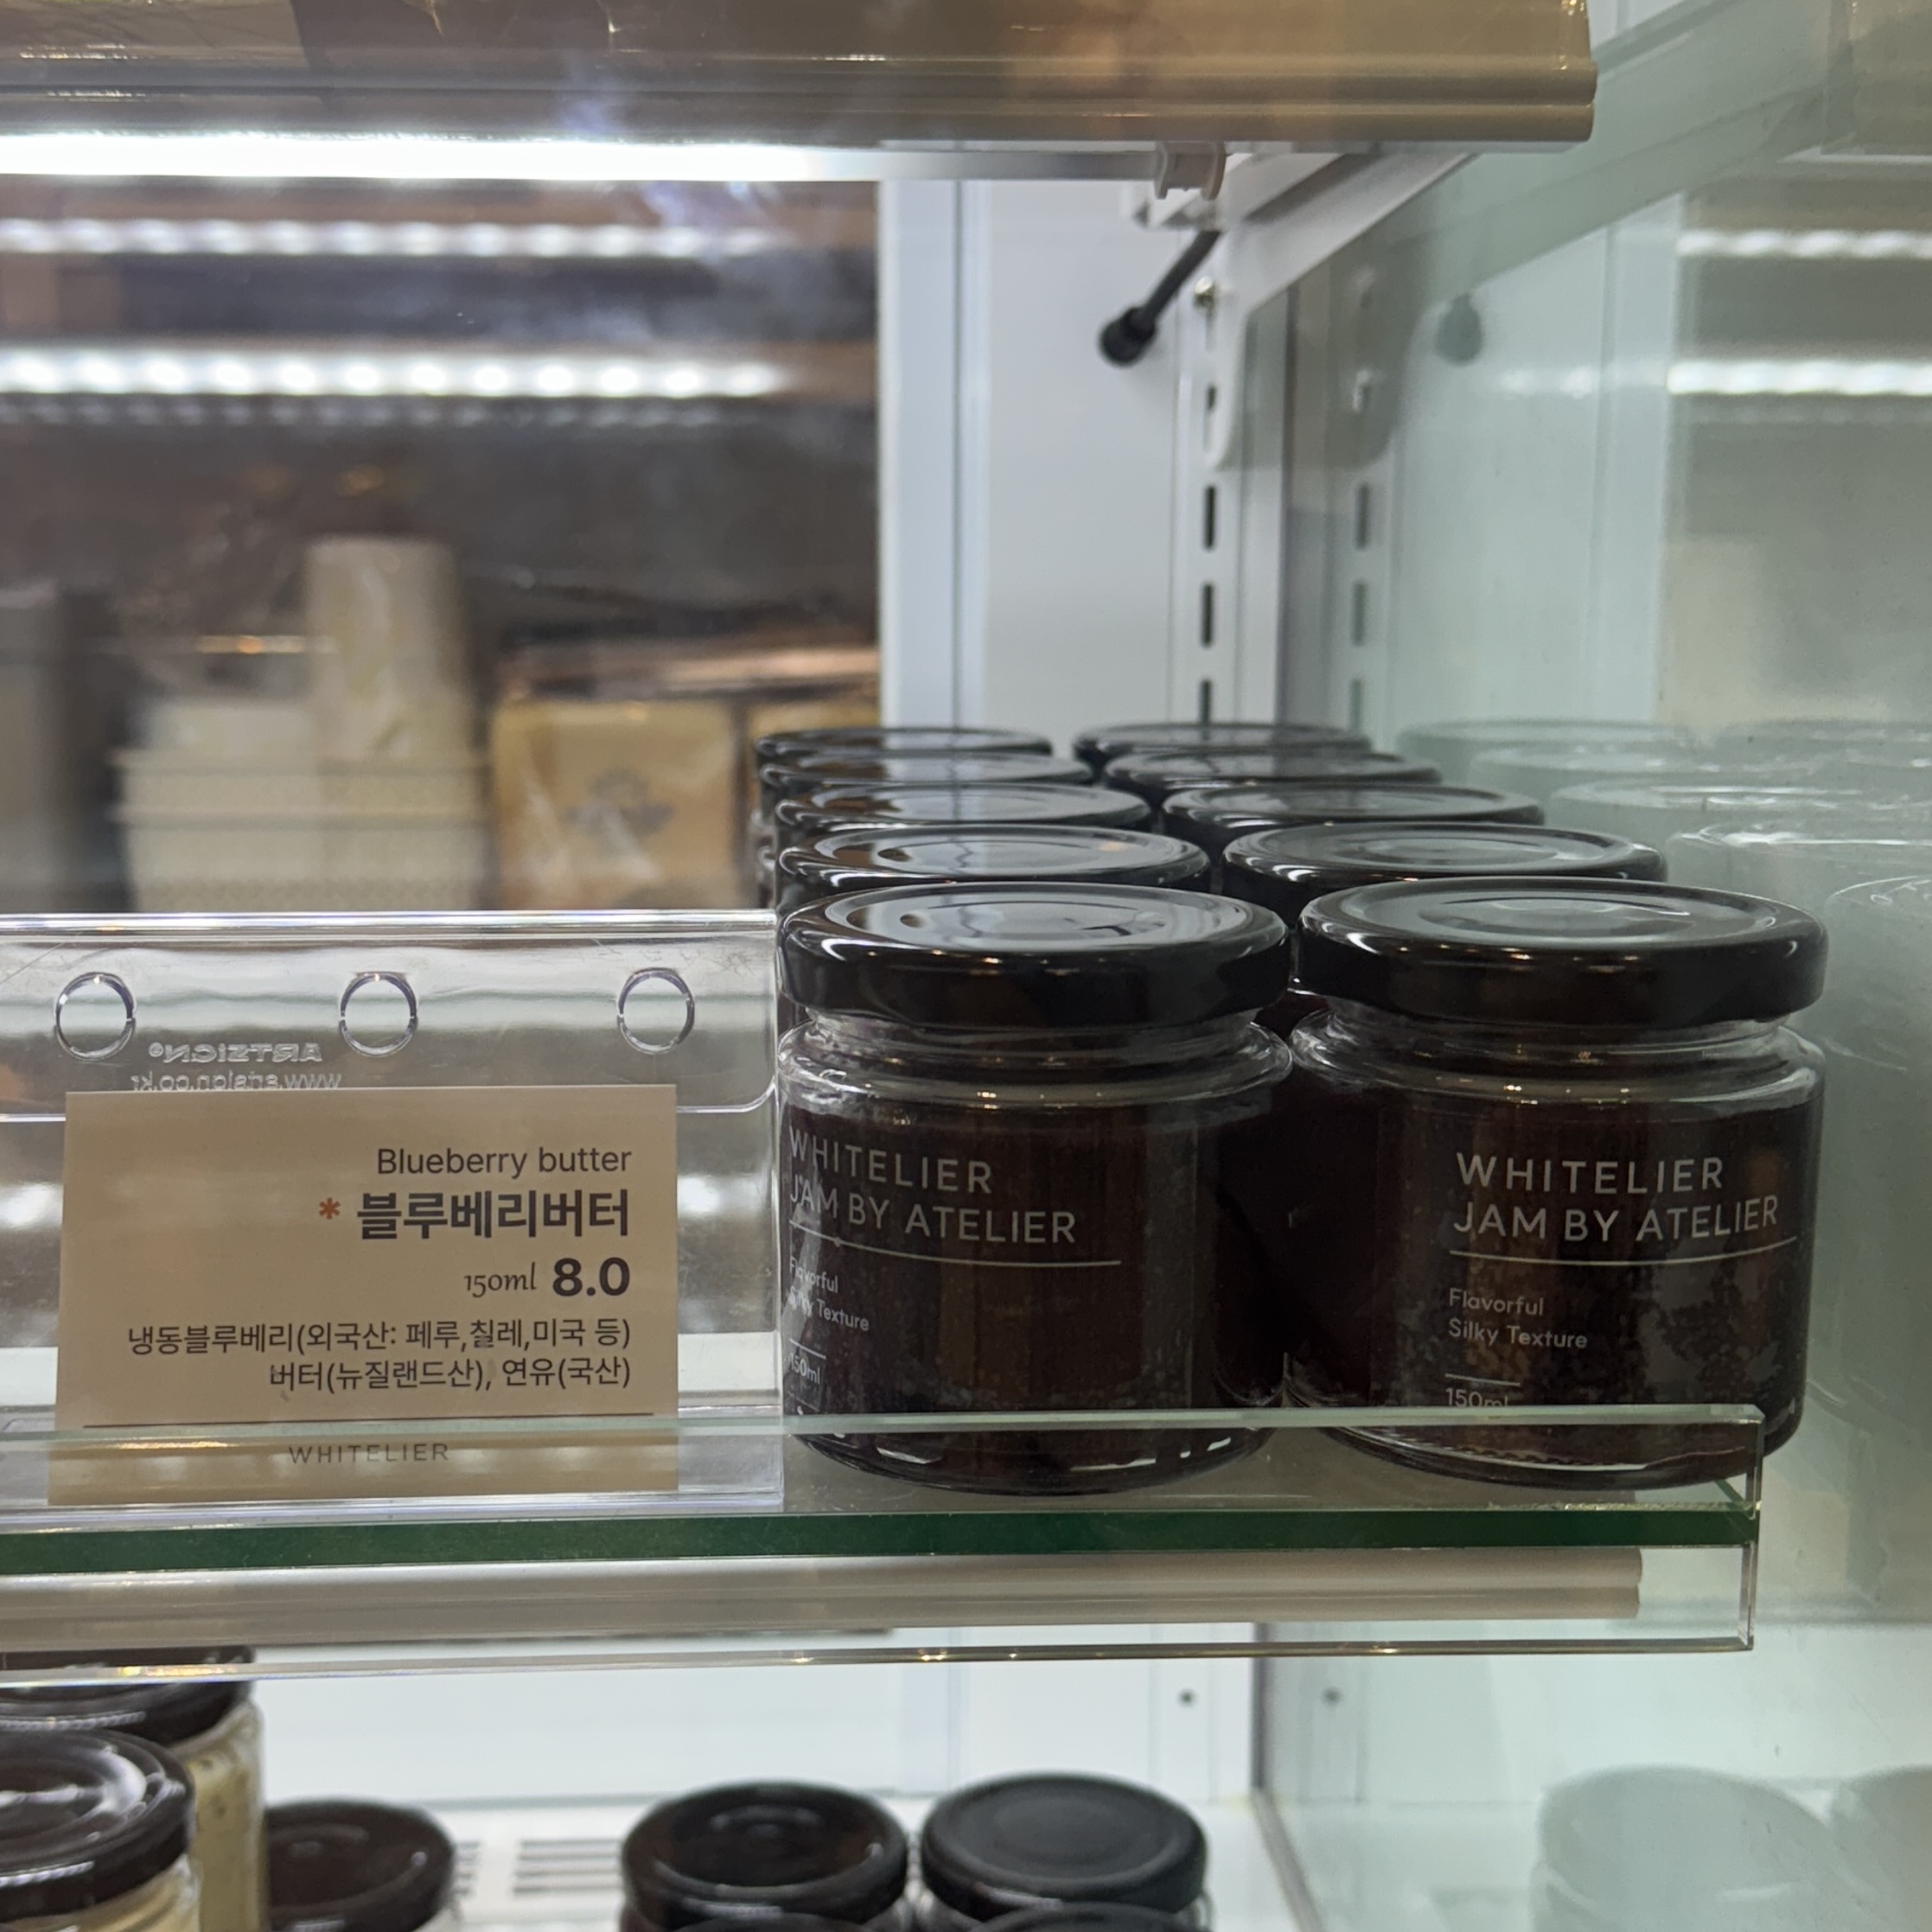 ARTSIGN®
www.artsign.co.kr
Blueberry butter
* 블루베리버터
150ml 8.0
냉동블루베리(외국산: 페루,칠레,미국 등)
버터(뉴질랜드산), 연유(국산)
WHITELIER
WHITELIER
JAM BY ATELIER
Flavorful
Silky Texture
150ml
WHITELIER
JAM BY ATELIER
Flavorful
Silky Texture
150ml